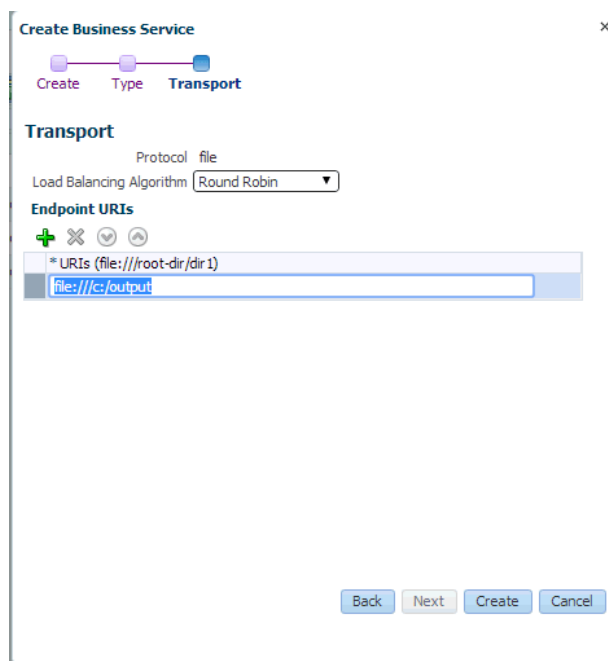 Create Business Service
×
Create Type Transport
Transport
Protocol file
Load Balancing Algorithm Round Robin
Endpoint URIs
* URIs (file:///root-dir/dir1)
file:///c:/output
Back Next Create Cancel